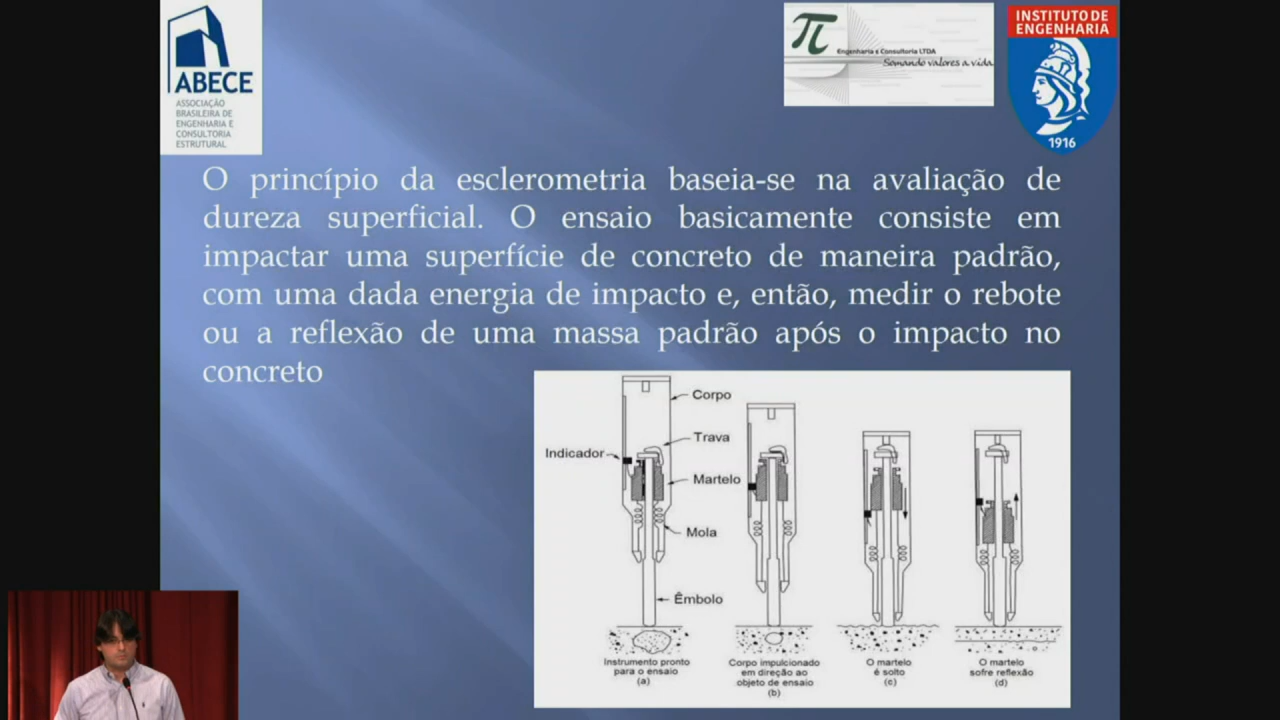 ABECE
ASSOCIAÇÃO
BRASILEIRA DE
ENGENHARIA E
CONSULTORIA
ESTRUTURAL
Engenharia e Consultoria LTDA
Somando valores a vida.
INSTITUTO DE
ENGENHARIA
1916
O princípio da esclerometria baseia-se na avaliação de
dureza superficial. O ensaio basicamente consiste em
impactar uma superfície de concreto de maneira padrão,
com uma dada energia de impacto e, então, medir o rebote
ou a reflexão de uma massa padrão após o impacto no
concreto
Corpo
Trava
Indicador
Martelo
Mola
Êmbolo
Instrumento pronto
para o ensaio
(a)
Corpo impulcionado
em direção ao
objeto de ensaio
(b)
O martelo
é solto
(c)
O martelo
sofre reflexão
(d)